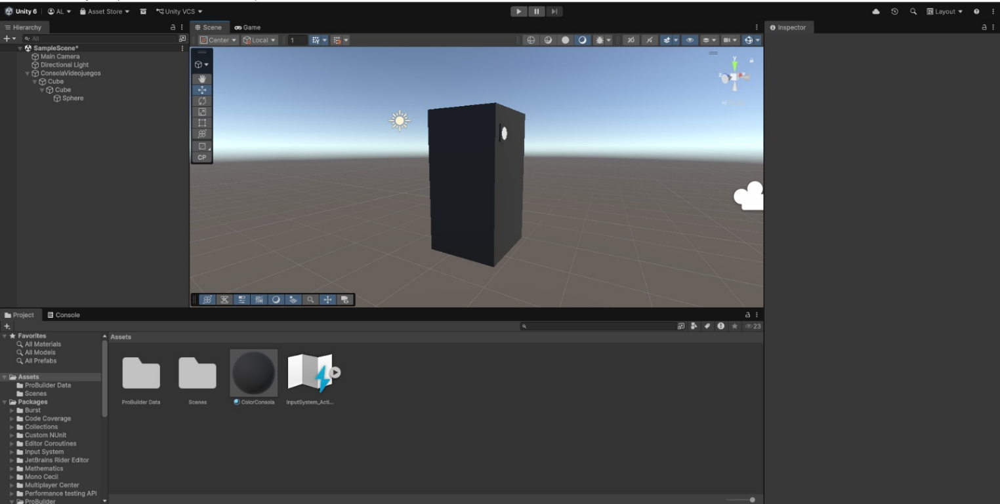 Unity 6 AL Asset Store Unity VCS Layout
Hierarchy
All
SampleScene*
Main Camera
Directional Light
ConsolaVideojuegos
Cube
Cube
Sphere
Scene Game
Center Local 1 2D
y
z x
CP
Inspector
Project Console
23
Favorites
All Materials
All Models
All Prefabs
Assets
ProBuilder Data
Scenes
Packages
Burst
Code Coverage
Collections
Custom NUnit
Editor Coroutines
Input System
JetBrains Rider Editor
Mathematics
Mono Cecil
Multiplayer Center
Performance testing API
ProBuilder
Assets
ProBuilder Data Scenes ColorConsola InputSystem_Acti...